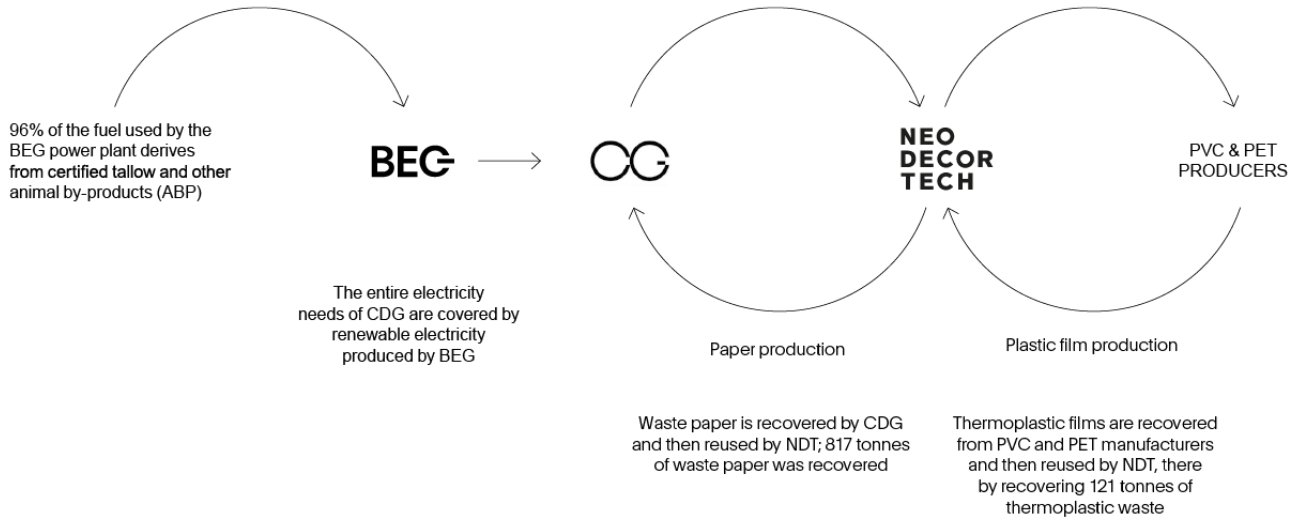 96% of the fuel used by the
BEG power plant derives
from certified tallow and other
animal by-products (ABP)
BEG
CG
NEO
DECOR
TECH
PVC & PET
PRODUCERS
The entire electricity
needs of CDG are covered by
renewable electricity
produced by BEG
Paper production
Plastic film production
Waste paper is recovered by CDG
and then reused by NDT; 817 tonnes
of waste paper was recovered
Thermoplastic films are recovered
from PVC and PET manufacturers
and then reused by NDT, there
by recovering 121 tonnes of
thermoplastic waste